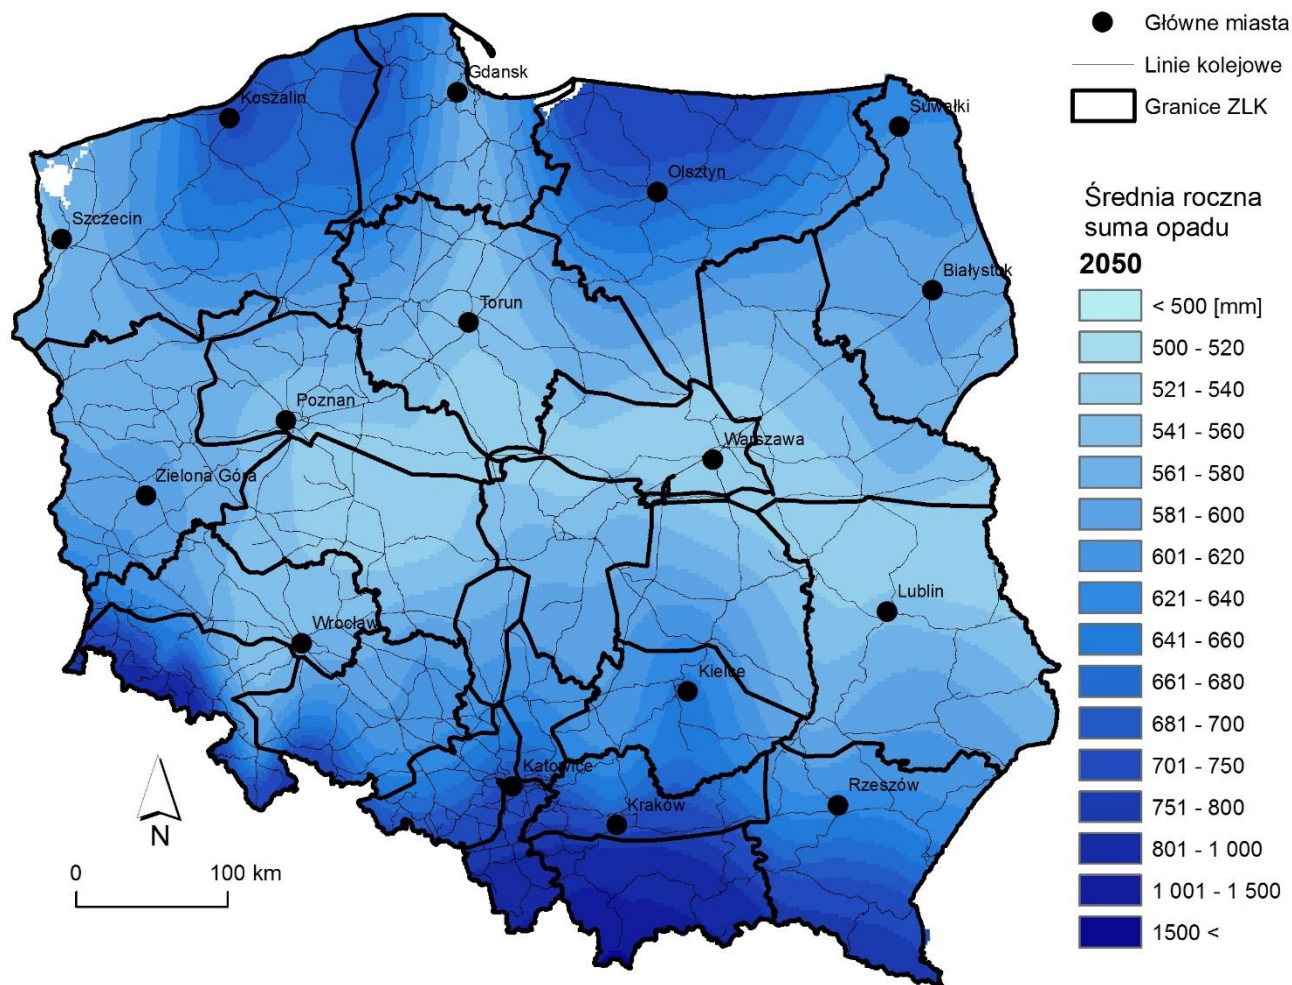 Główne miasta
Linie kolejowe
Granice ZLK
Gdansk
Koszalin
Suwałki
Olsztyn
Szczecin
Białystok
Torun
Poznan
Warszawa
Zielona Góra
Lublin
Wrocław
Kielce
Katowice
Rzeszów
Kraków
N
0 100 km
Średnia roczna
suma opadu
2050
< 500 [mm]
500 - 520
521 - 540
541 - 560
561 - 580
581 - 600
601 - 620
621 - 640
641 - 660
661 - 680
681 - 700
701 - 750
751 - 800
801 - 1 000
1 001 - 1 500
1500 <